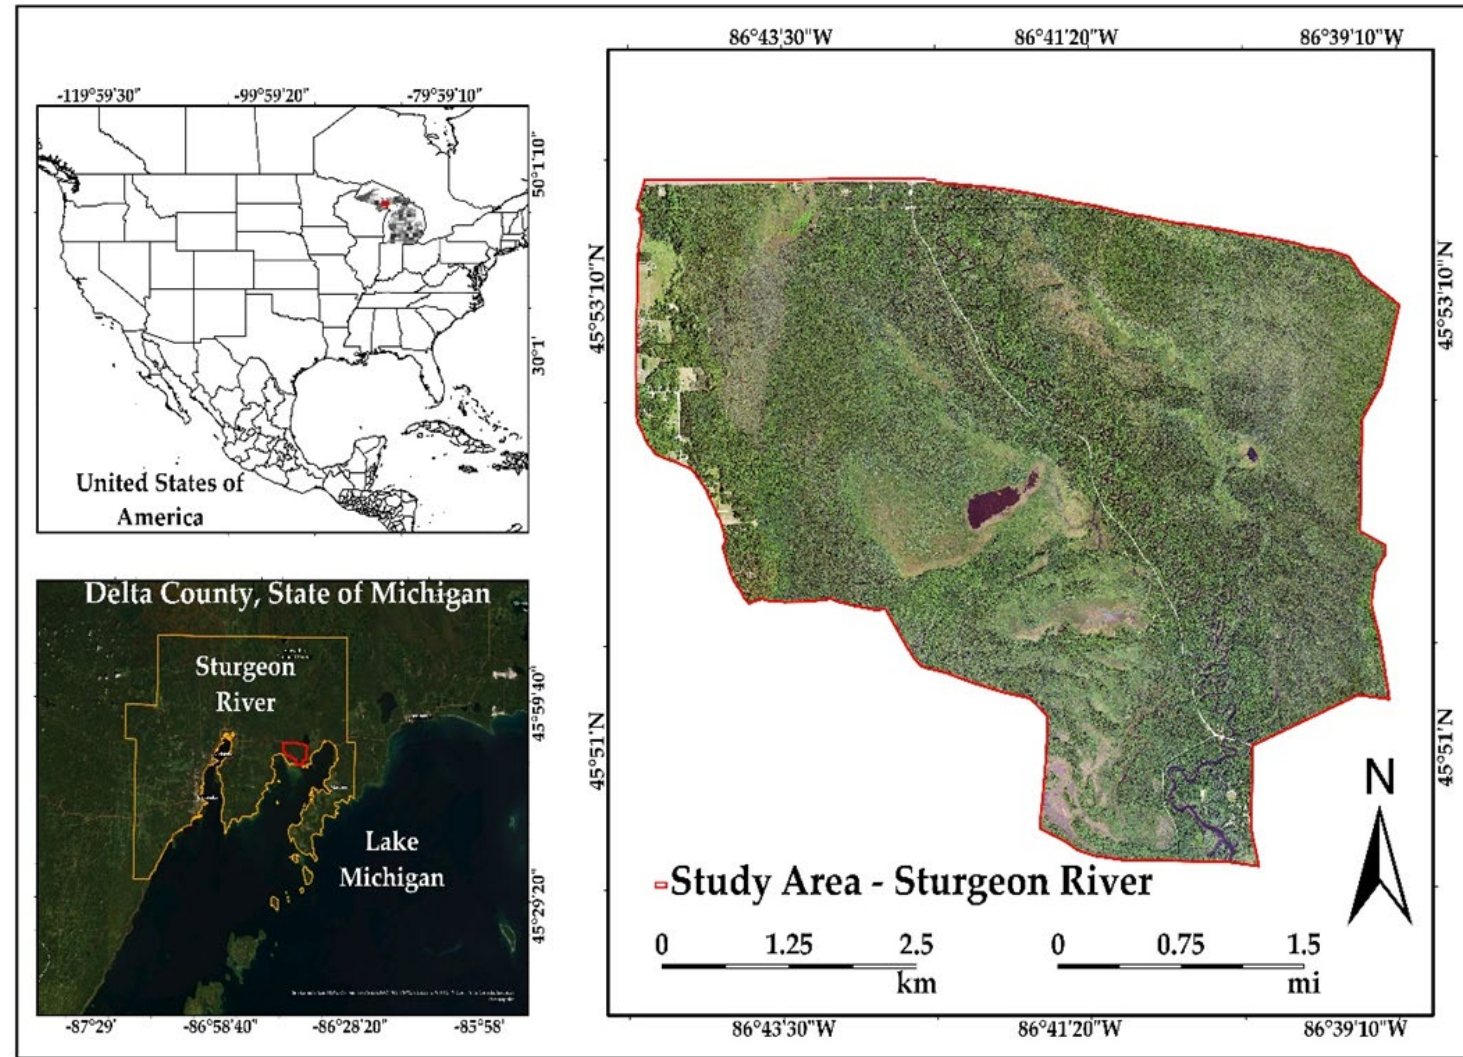 -119°59'30" -99°59'20" -79°59'10"
50°1'10"
30°1'
United States of
America
Delta County, State of Michigan
Sturgeon
River
Lake
Michigan
45°59'40"
45°29'20"
-87°29' -86°58'40" -86°28'20" -85°58'
86°43'30"W 86°41'20"W 86°39'10"W
45°53'10"N
45°53'10"N
45°51'N
45°51'N
N
Study Area - Sturgeon River
0 1.25 2.5
km
0 0.75 1.5
mi
86°43'30"W 86°41'20"W 86°39'10"W